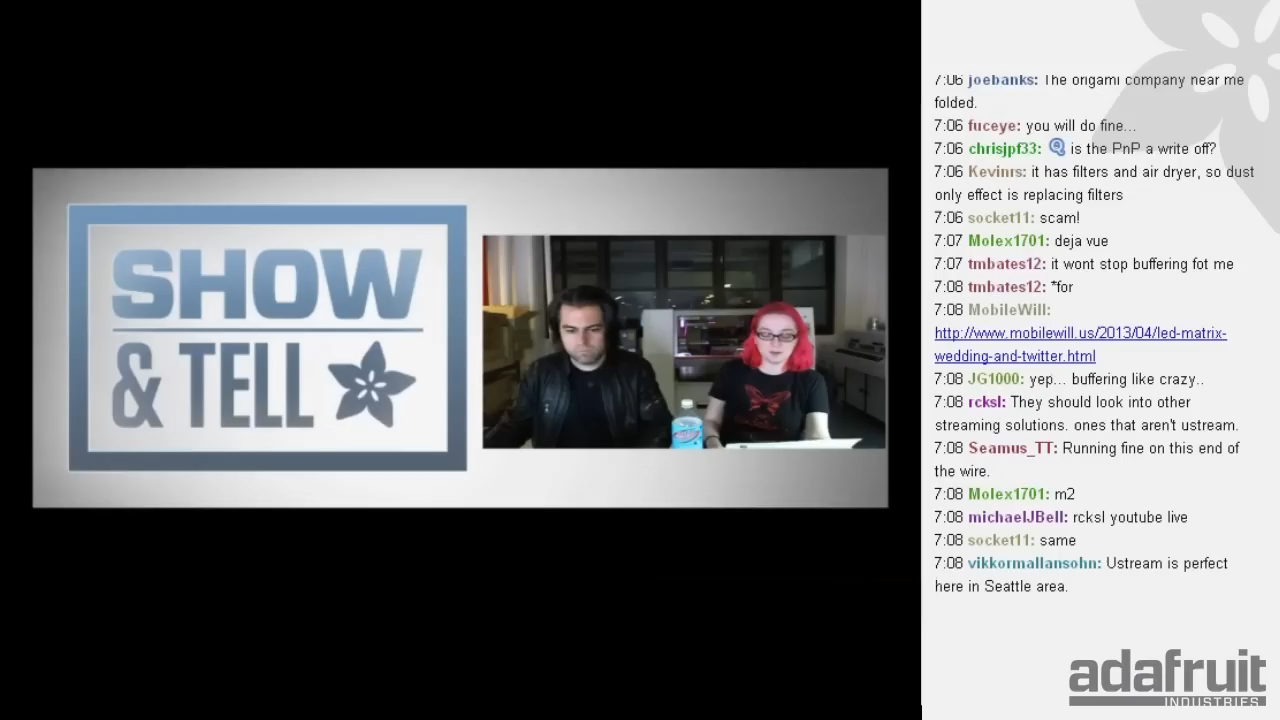 SHOW
& TELL
7:06 joebanks: The origami company near me
folded.
7:06 fuceye: you will do fine...
7:06 chrisjpf33: is the PnP a write off?
7:06 Kevinrs: it has filters and air dryer, so dust
only effect is replacing filters
7:06 socket11: scam!
7:07 Molex1701: deja vue
7:07 tmbates12: it wont stop buffering fot me
7:08 tmbates12: *for
7:08 MobileWill:
http://www.mobilewill.us/2013/04/led-matrix-
wedding-and-twitter.html
7:08 JG1000: yep... buffering like crazy..
7:08 rcksl: They should look into other
streaming solutions. ones that aren't ustream.
7:08 Seamus_TT: Running fine on this end of
the wire.
7:08 Molex1701: m2
7:08 michaelJBell: rcksl youtube live
7:08 socket11: same
7:08 vikkormallansohn: Ustream is perfect
here in Seattle area.
adafruit
INDUSTRIES